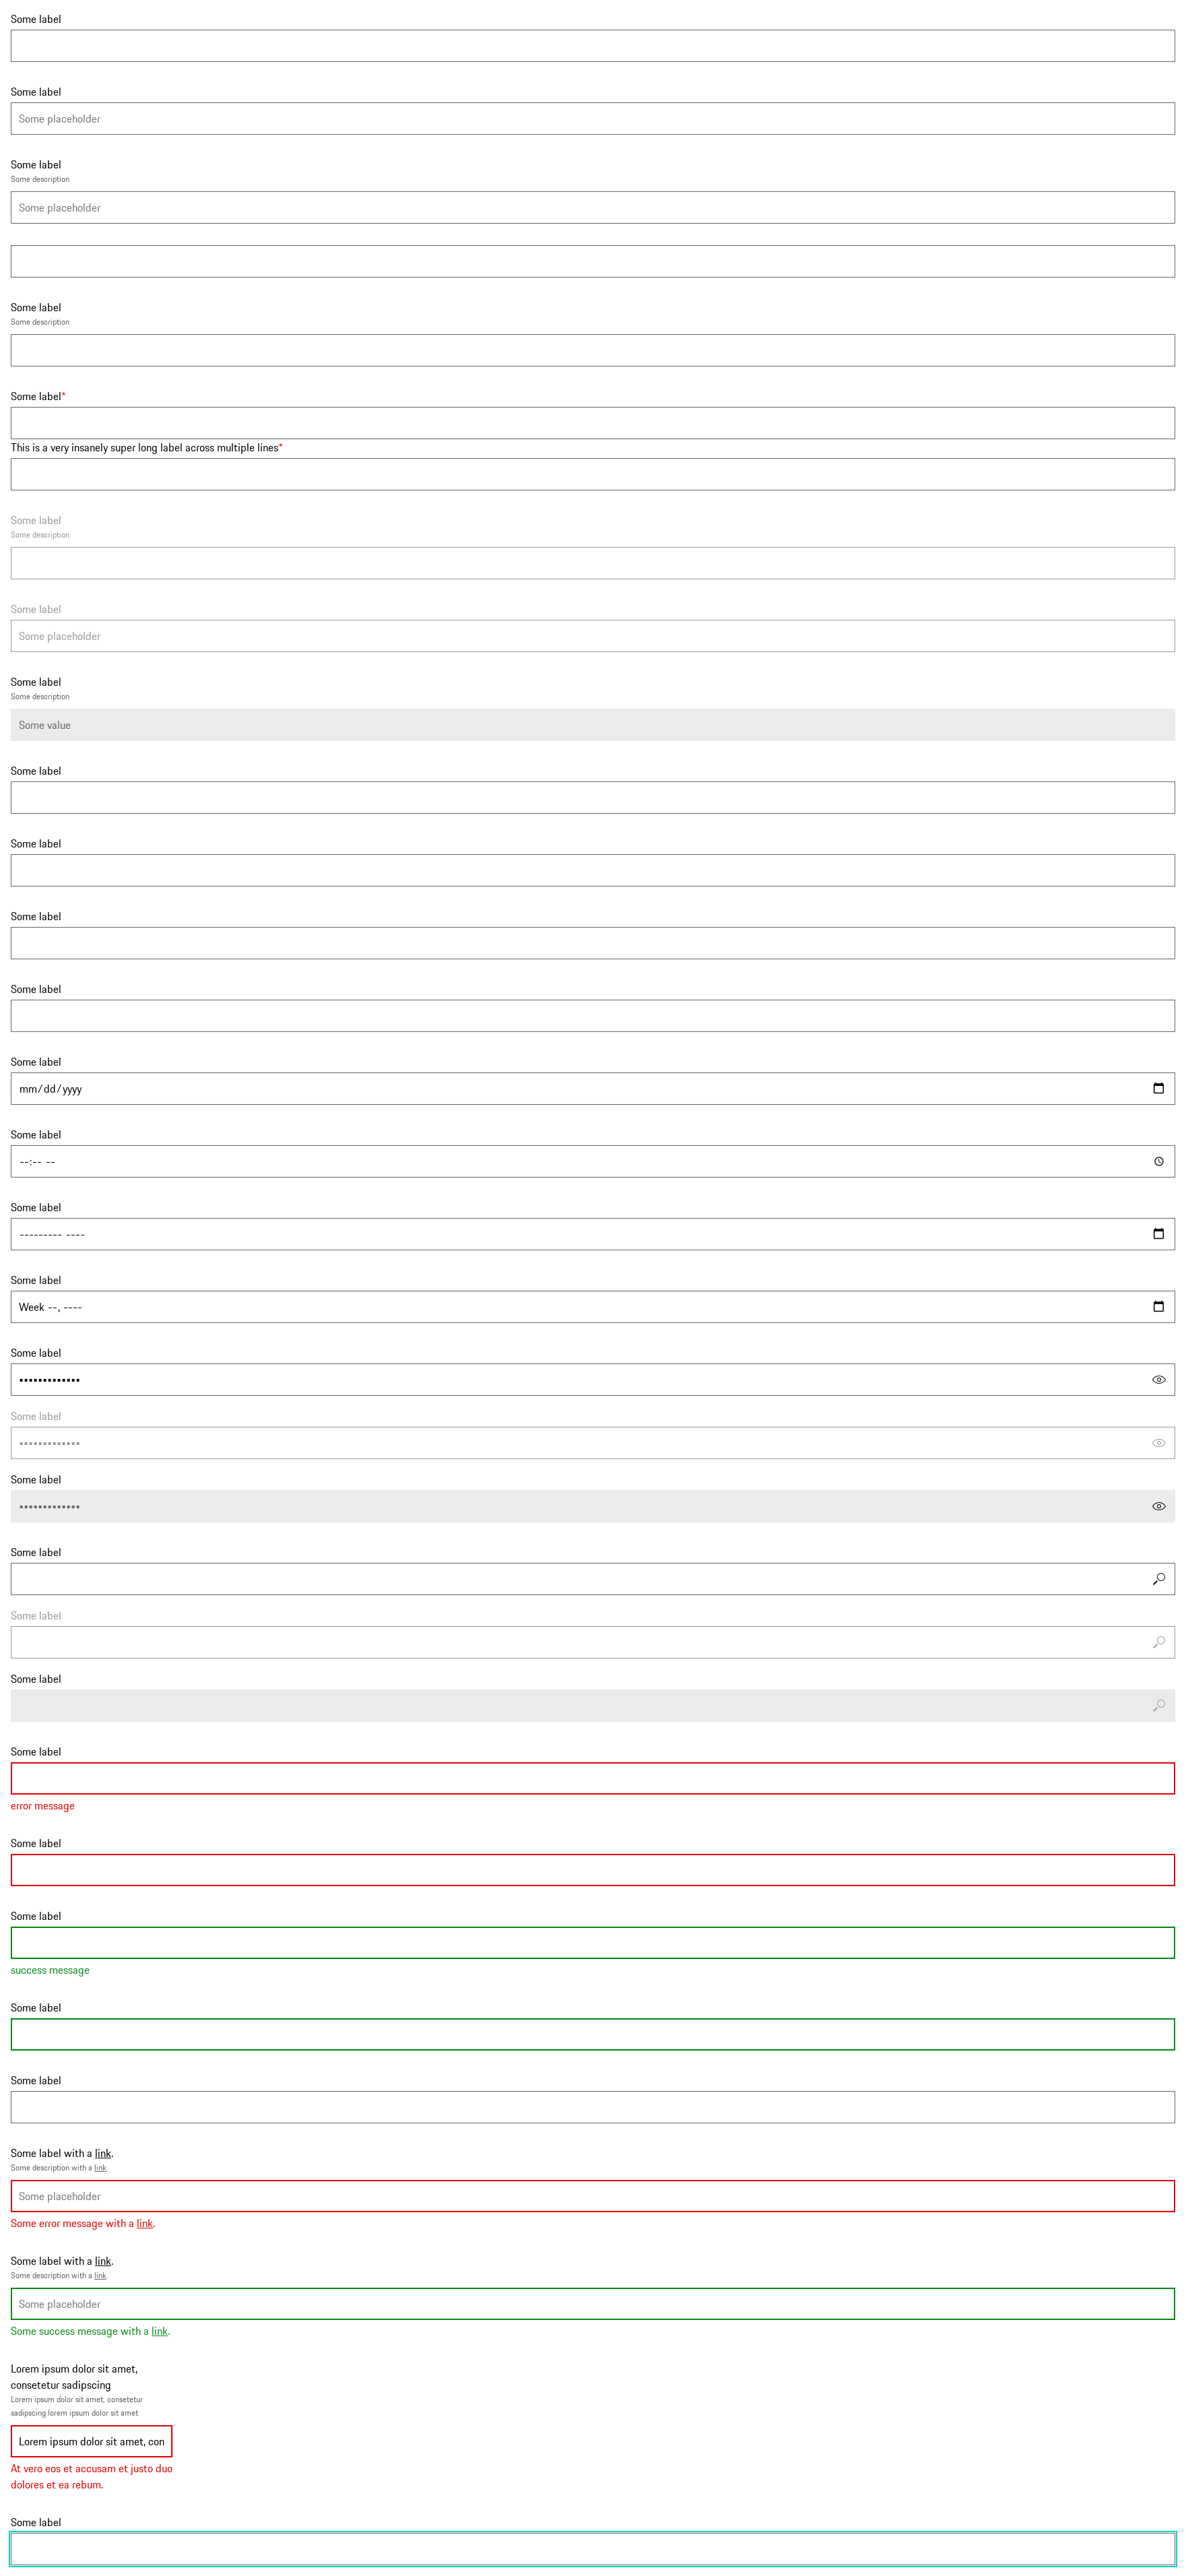 Some label
Some label
Some placeholder
Some label
Some description
Some placeholder
Some label
Some description
Some label*
This is a very insanely super long label across multiple lines*
Some label
Some description
Some label
Some placeholder
Some label
Some description
Some value
Some label
Some label
Some label
Some label
Some label
mm/dd/yyyy
Some label
--:-- --
Some label
--------- ----
Some label
Week --, ----
Some label
•••••••••••••
Some label
•••••••••••••
Some label
•••••••••••••
Some label
Some label
Some label
Some label
error message
Some label
Some label
success message
Some label
Some label
Some label with a link.
Some description with a link.
Some placeholder
Some error message with a link.
Some label with a link.
Some description with a link.
Some placeholder
Some success message with a link.
Lorem ipsum dolor sit amet,
consetetur sadipscing
Lorem ipsum dolor sit amet, consetetur
sadipscing lorem ipsum dolor sit amet
Lorem ipsum dolor sit amet, con
At vero eos et accusam et justo duo
dolores et ea rebum.
Some label